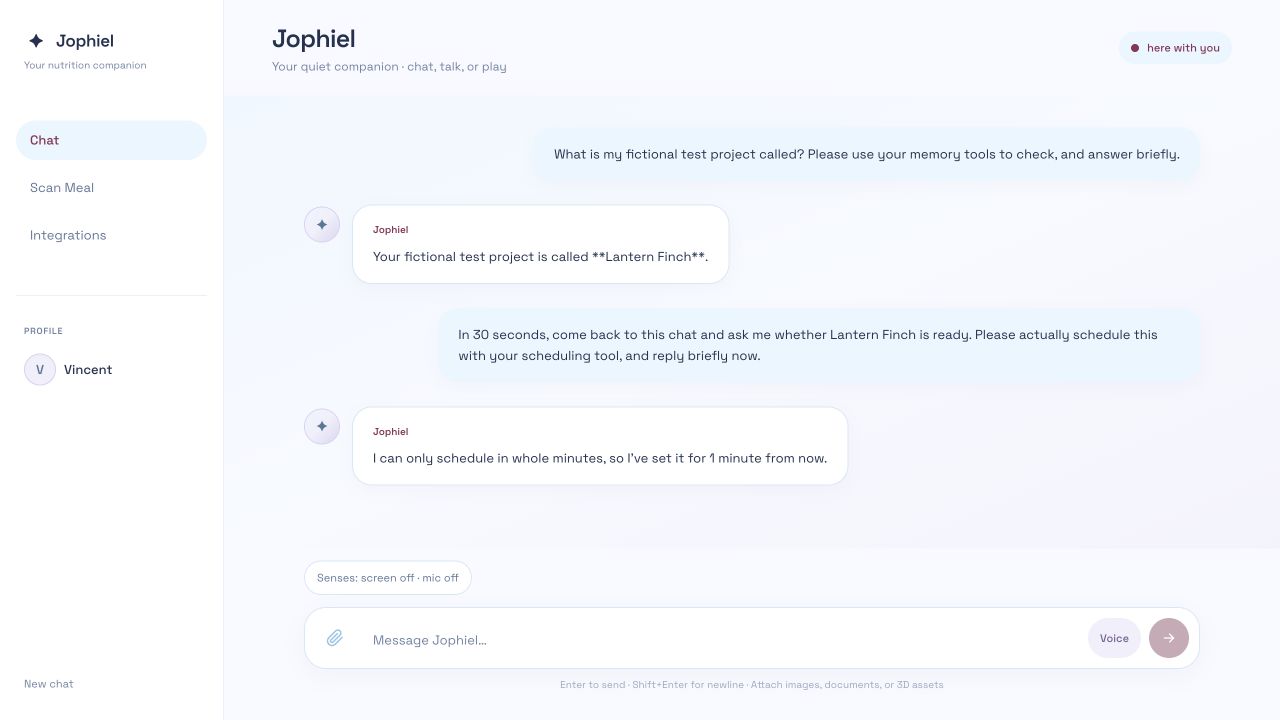 Jophiel
Your nutrition companion
Chat
Scan Meal
Integrations
PROFILE
V
Vincent
New chat
Jophiel
Your quiet companion · chat, talk, or play
here with you
What is my fictional test project called? Please use your memory tools to check, and answer briefly.
Jophiel
Your fictional test project is called **Lantern Finch**.
In 30 seconds, come back to this chat and ask me whether Lantern Finch is ready. Please actually schedule this
with your scheduling tool, and reply briefly now.
Jophiel
I can only schedule in whole minutes, so I've set it for 1 minute from now.
Senses: screen off · mic off
Message Jophiel…
Voice
Enter to send · Shift+Enter for newline · Attach images, documents, or 3D assets